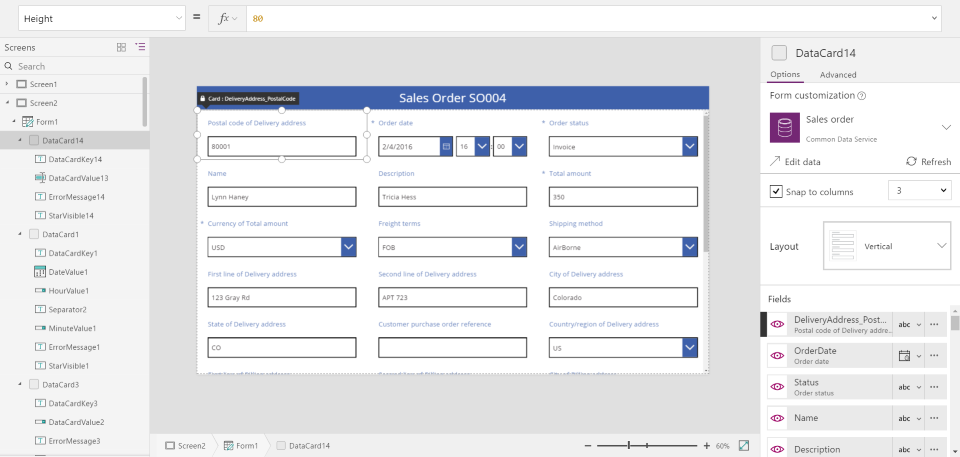 Height = fx 80
Screens
Search
Screen1
Screen2
Form1
DataCard14
DataCardKey14
DataCardValue13
ErrorMessage14
StarVisible14
DataCard1
DataCardKey1
DateValue1
HourValue1
Separator2
MinuteValue1
ErrorMessage1
StarVisible1
DataCard3
DataCardKey3
DataCardValue2
ErrorMessage3
Card : DeliveryAddress_PostalCode
Sales Order SO004
Postal code of Delivery address * Order date * Order status
80001 2/4/2016 16 : 00 Invoice
Name Description * Total amount
Lynn Haney Tricia Hess 350
* Currency of Total amount Freight terms Shipping method
USD FOB AirBorne
First line of Delivery address Second line of Delivery address City of Delivery address
123 Gray Rd APT 723 Colorado
State of Delivery address Customer purchase order reference Country/region of Delivery address
CO US
Screen2 Form1 DataCard14 − + 60%
DataCard14
Options Advanced
Form customization ?
Sales order
Common Data Service
Edit data Refresh
Snap to columns 3
Layout Vertical
Fields
DeliveryAddress_Post... abc ...
Postal code of Delivery addre...
OrderDate ...
Order date
Status abc ...
Order status
Name abc ...
Description abc ...